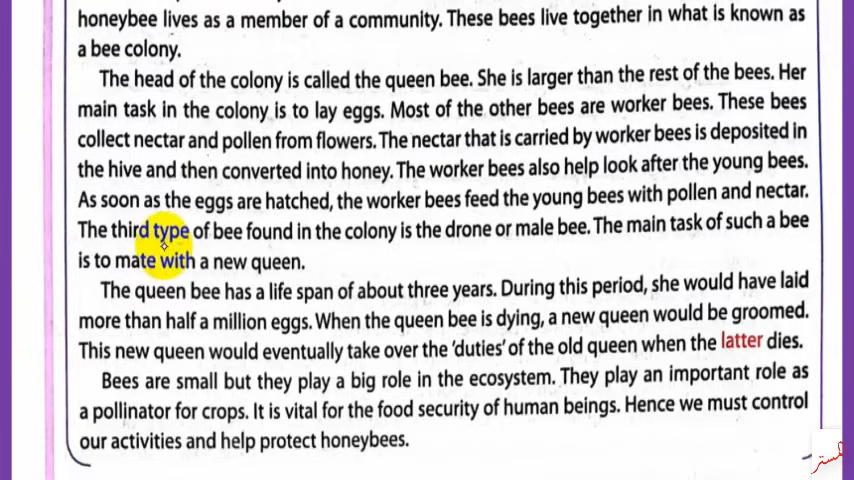 honeybee lives as a member of a community. These bees live together in what is known as
a bee colony.
The head of the colony is called the queen bee. She is larger than the rest of the bees. Her
main task in the colony is to lay eggs. Most of the other bees are worker bees. These bees
collect nectar and pollen from flowers. The nectar that is carried by worker bees is deposited in
the hive and then converted into honey. The worker bees also help look after the young bees.
As soon as the eggs are hatched, the worker bees feed the young bees with pollen and nectar.
The third type of bee found in the colony is the drone or male bee. The main task of such a bee
is to mate with a new queen.
The queen bee has a life span of about three years. During this period, she would have laid
more than half a million eggs. When the queen bee is dying, a new queen would be groomed.
This new queen would eventually take over the 'duties' of the old queen when the latter dies.
Bees are small but they play a big role in the ecosystem. They play an important role as
a pollinator for crops. It is vital for the food security of human beings. Hence we must control
our activities and help protect honeybees.